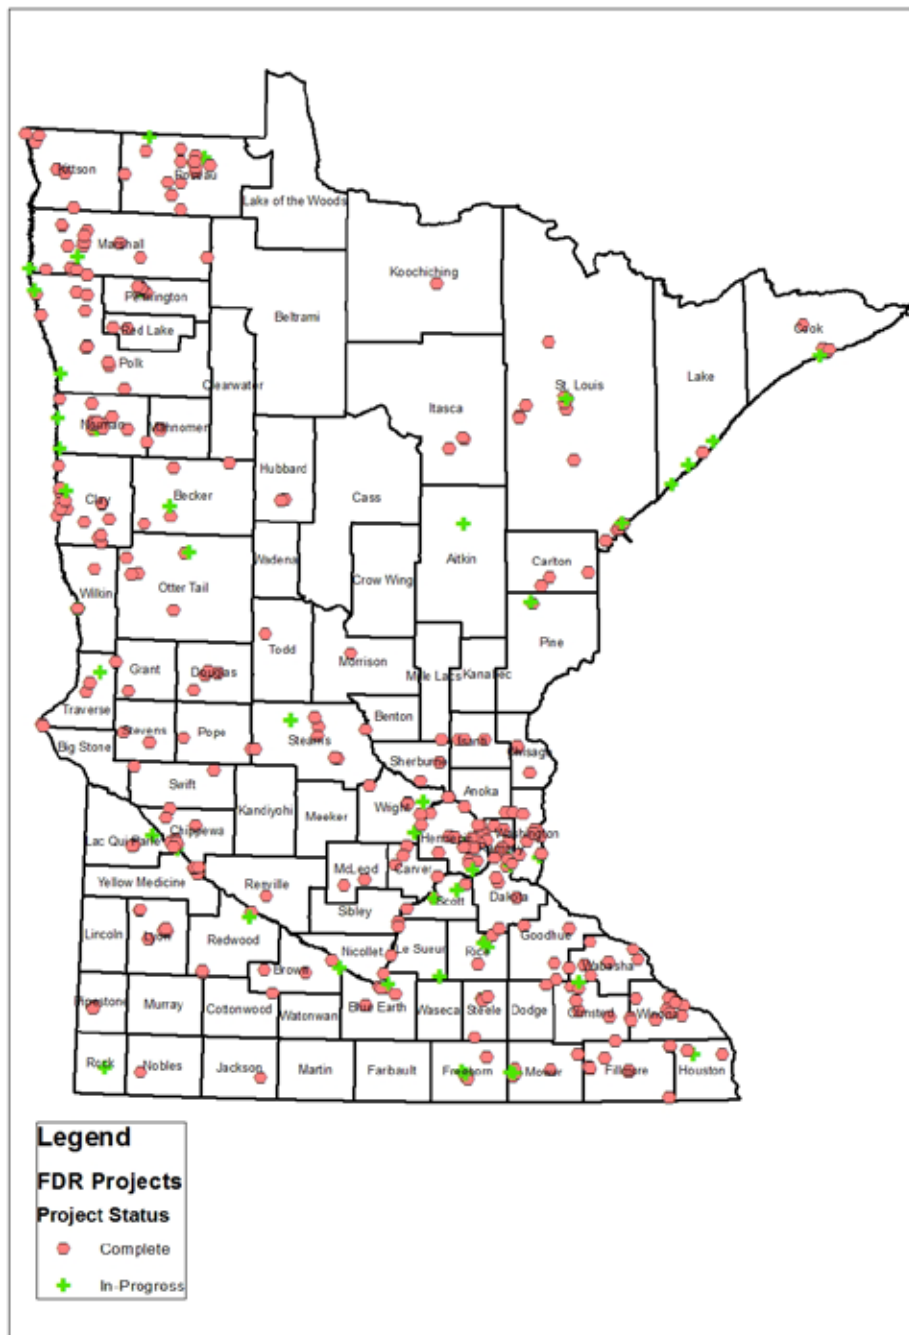 Kittson
Roseau
Lake of the Woods
Marshall
Koochiching
Pennington
Beltrami
Red Lake
Cook
Polk
Clearwater
Lake
St. Louis
Itasca
Norman
Mahnomen
Hubbard
Becker
Clay
Cass
Wadena
Aitkin
Carlton
Crow Wing
Otter Tail
Wilkin
Pine
Todd
Morrison
Grant
Douglas
Mille Lacs
Kanabec
Traverse
Benton
Stevens
Pope
Stearns
Isanti
Big Stone
Chisago
Sherburne
Swift
Anoka
Kandiyohi
Wright
Meeker
Chippewa
Hennepin
Washington
Lac Qui Parle
McLeod
Carver
Yellow Medicine
Renville
Scott
Dakota
Sibley
Lincoln
Lyon
Redwood
Nicollet
Le Sueur
Rice
Goodhue
Wabasha
Brown
Pipestone
Murray
Cottonwood
Watonwan
Blue Earth
Waseca
Steele
Dodge
Olmsted
Winona
Rock
Nobles
Jackson
Martin
Faribault
Freeborn
Mower
Fillmore
Houston
Legend
FDR Projects
Project Status
Complete
In-Progress